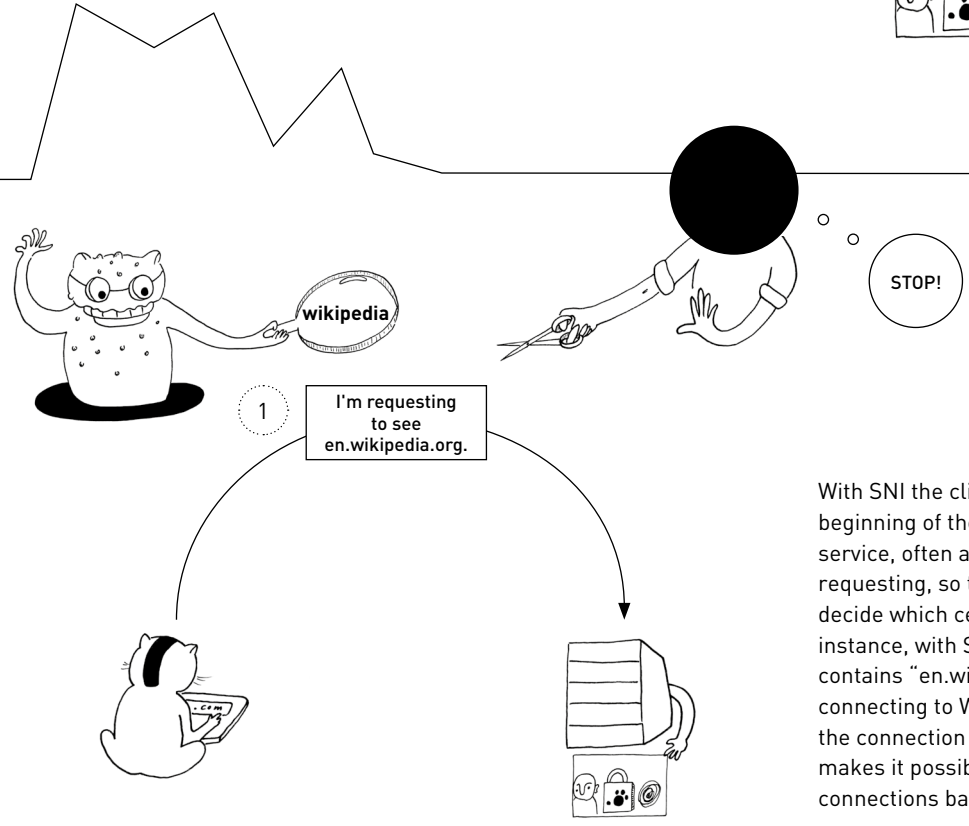 wikipedia
STOP!
1
I'm requesting
to see
en.wikipedia.org.
.com
With SNI the cli
beginning of the
service, often a
requesting, so t
decide which ce
instance, with S
contains “en.wi
connecting to W
the connection
makes it possib
connections ba